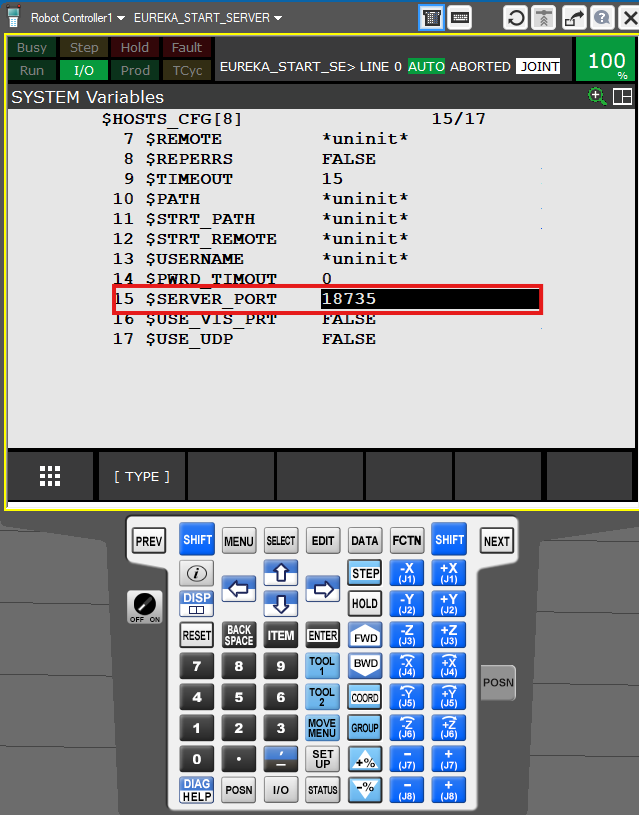 Robot Controller1 EUREKA_START_SERVER
Busy Step Hold Fault
Run I/O Prod TCyc
EUREKA_START_SE> LINE 0 AUTO ABORTED JOINT
100
%
SYSTEM Variables
$HOSTS_CFG[8] 15/17
7 $REMOTE *uninit*
8 $REPERRS FALSE
9 $TIMEOUT 15
10 $PATH *uninit*
11 $STRT_PATH *uninit*
12 $STRT_REMOTE *uninit*
13 $USERNAME *uninit*
14 $PWRD_TIMOUT 0
15 $SERVER_PORT 18735
16 $USE_VIS_PRT FALSE
17 $USE_UDP FALSE
[ TYPE ]
PREV SHIFT MENU SELECT EDIT DATA FCTN SHIFT NEXT
i STEP -X (J1) +X (J1)
OFF ON DISP HOLD -Y (J2) +Y (J2)
RESET BACK SPACE ITEM ENTER FWD -Z (J3) +Z (J3)
7 8 9 TOOL 1 BWD -X (J4) +X (J4)
POSN
4 5 6 TOOL 2 COORD -Y (J5) +Y (J5)
1 2 3 MOVE MENU GROUP -Z (J6) +Z (J6)
0 . , _ SET UP +% - (J7) + (J7)
DIAG HELP POSN I/O STATUS -% - (J8) + (J8)